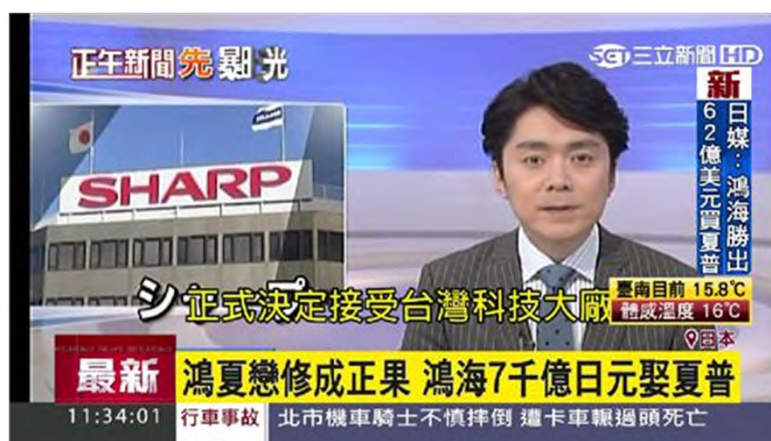 正午新聞先曝光
SET三立新聞HD
新
日媒：鴻海勝出
62億美元買夏普
SHARP
シャープ
正式決定接受台灣科技大廠
臺南目前 15.8℃
體感溫度 16℃
日本
最新
鴻夏戀修成正果 鴻海7千億日元娶夏普
11:34:01
行車事故
北市機車騎士不慎摔倒 遭卡車輾過頭死亡